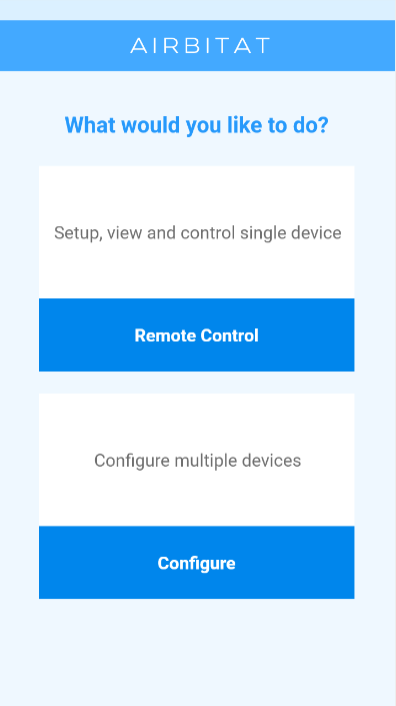 AIRBITAT
What would you like to do?
Setup, view and control single device
Remote Control
Configure multiple devices
Configure